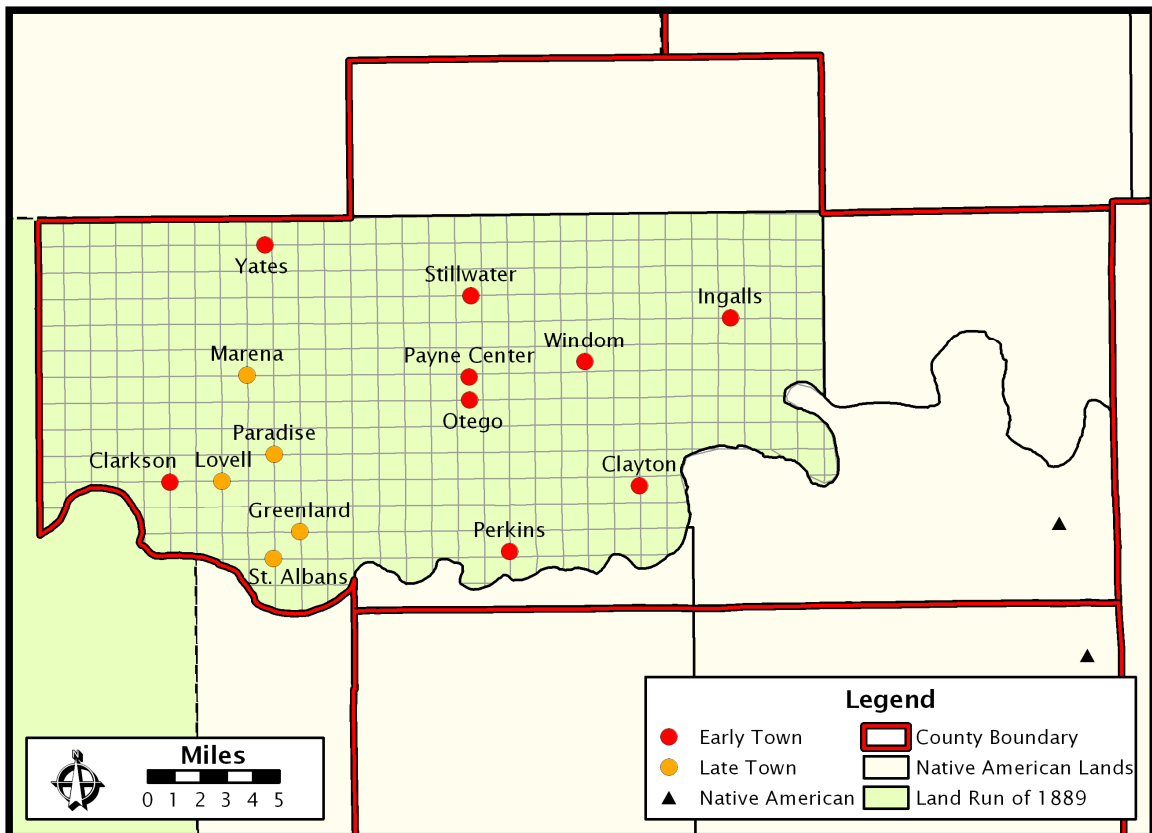 Yates
Stillwater
Ingalls
Windom
Marena
Payne Center
Otego
Paradise
Clarkson
Lovell
Clayton
Greenland
Perkins
St. Albans
Legend
Early Town
County Boundary
Late Town
Native American Lands
Native American
Land Run of 1889
Miles
0 1 2 3 4 5